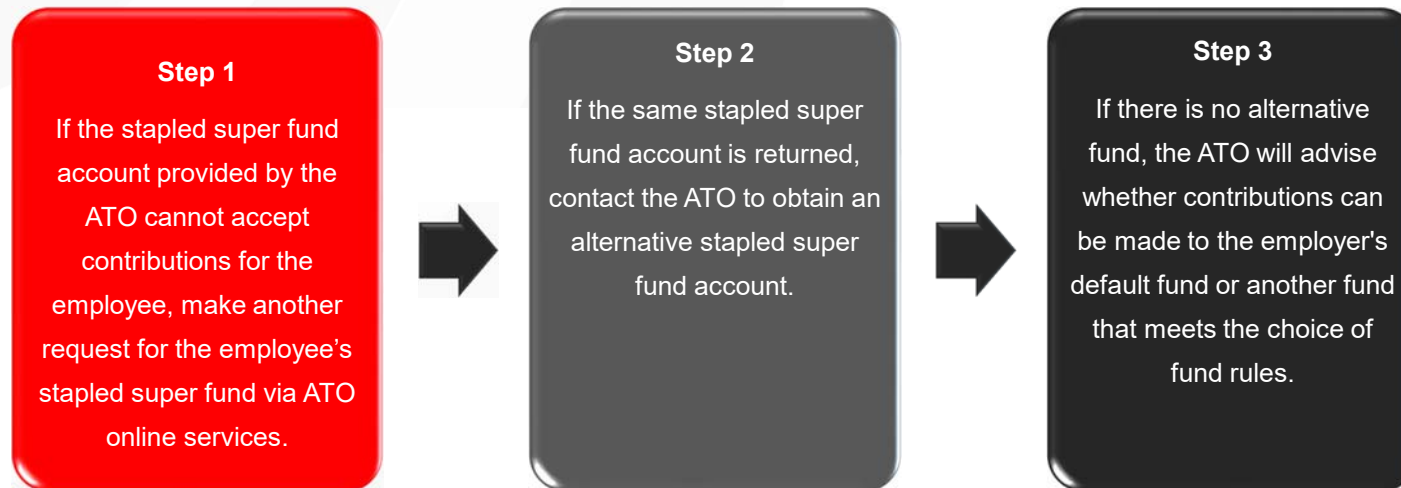 Step 1
If the stapled super fund
account provided by the
ATO cannot accept
contributions for the
employee, make another
request for the employee’s
stapled super fund via ATO
online services.
Step 2
If the same stapled super
fund account is returned,
contact the ATO to obtain an
alternative stapled super
fund account.
Step 3
If there is no alternative
fund, the ATO will advise
whether contributions can
be made to the employer's
default fund or another fund
that meets the choice of
fund rules.